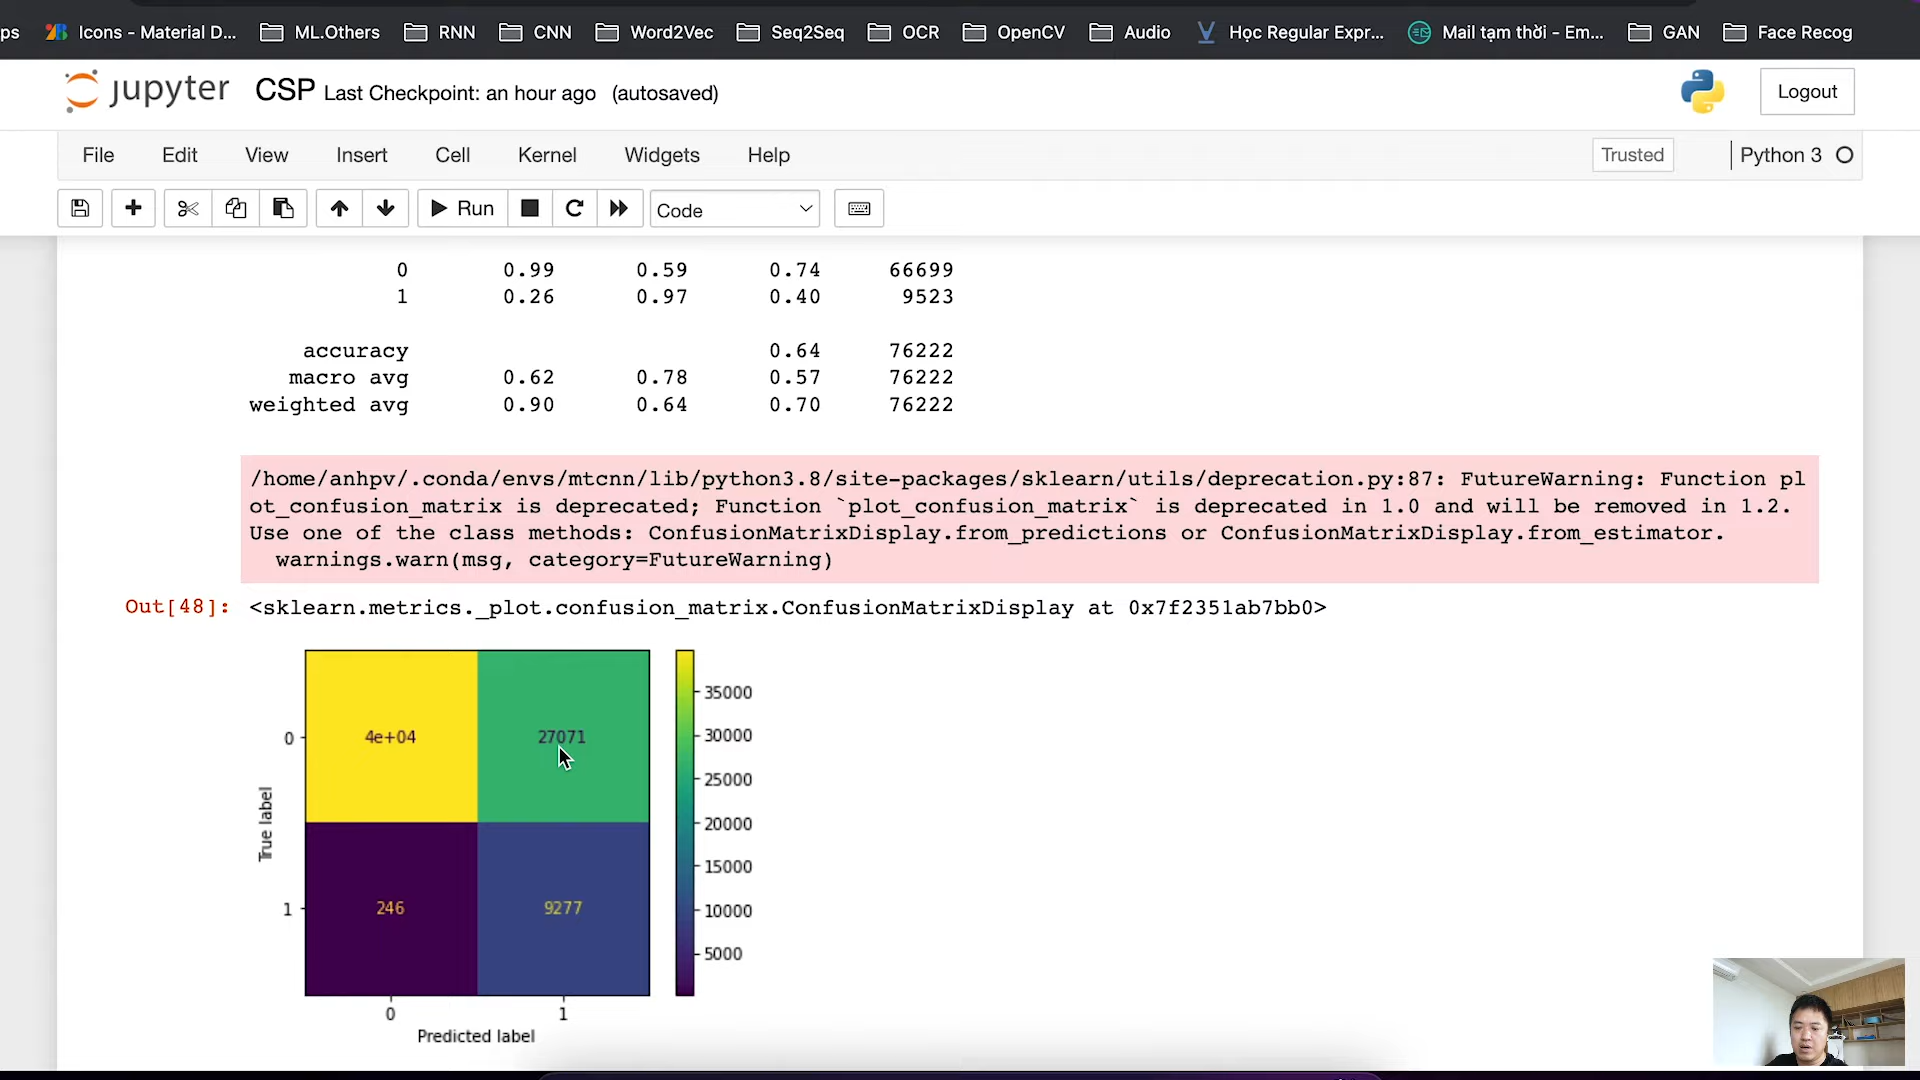 ps Icons - Material D... ML.Others RNN CNN Word2Vec Seq2Seq OCR OpenCV Audio Học Regular Expr... Mail tạm thời - Em... GAN Face Recog
jupyter CSP Last Checkpoint: an hour ago (autosaved) Logout
File Edit View Insert Cell Kernel Widgets Help Trusted Python 3
Run Code
0 0.99 0.59 0.74 66699
1 0.26 0.97 0.40 9523
accuracy 0.64 76222
macro avg 0.62 0.78 0.57 76222
weighted avg 0.90 0.64 0.70 76222
/home/anhpv/.conda/envs/mtcnn/lib/python3.8/site-packages/sklearn/utils/deprecation.py:87: FutureWarning: Function pl
ot_confusion_matrix is deprecated; Function `plot_confusion_matrix` is deprecated in 1.0 and will be removed in 1.2.
Use one of the class methods: ConfusionMatrixDisplay.from_predictions or ConfusionMatrixDisplay.from_estimator.
warnings.warn(msg, category=FutureWarning)
Out[48]: <sklearn.metrics._plot.confusion_matrix.ConfusionMatrixDisplay at 0x7f2351ab7bb0>
35000
0 4e+04 27071 30000
25000
20000
True label
15000
1 246 9277 10000
5000
0 1
Predicted label